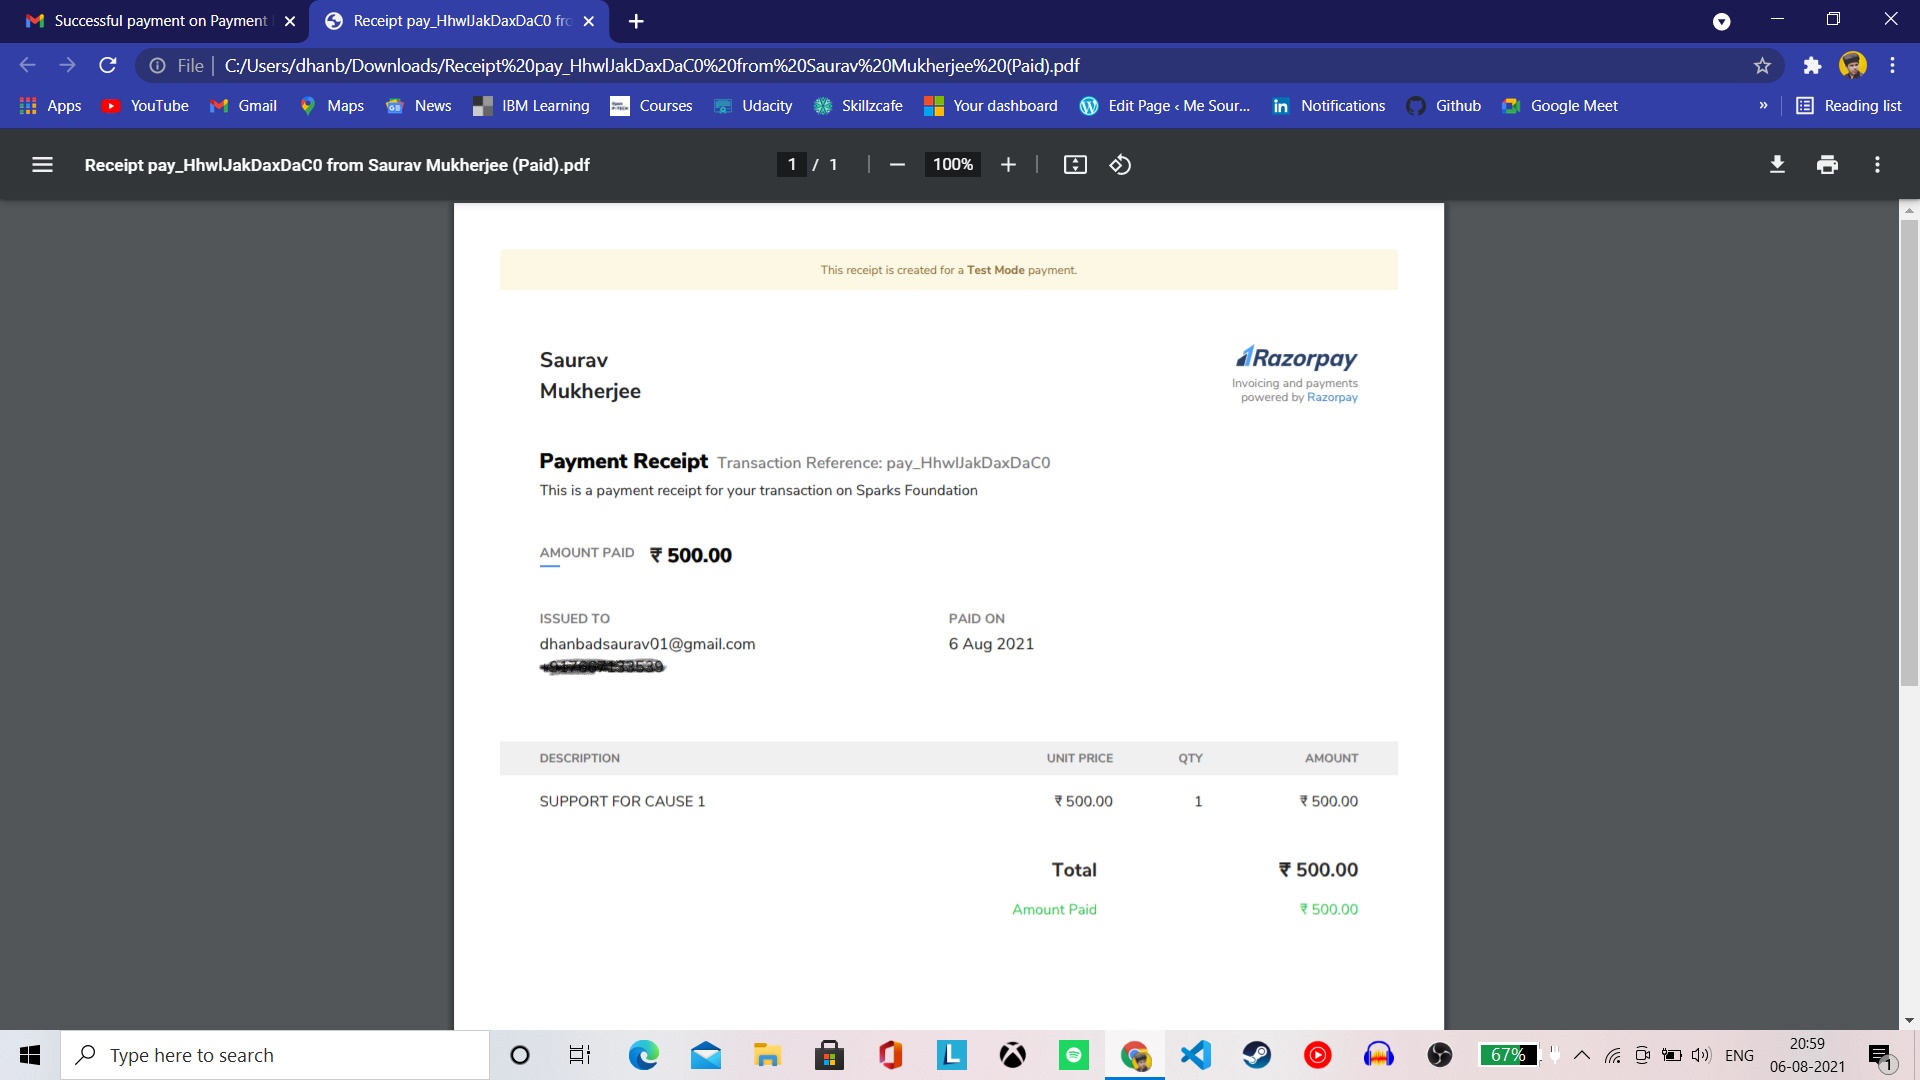 Successful payment on Payment
Receipt pay_HhwlJakDaxDaC0 fro
File
C:/Users/dhanb/Downloads/Receipt%20pay_HhwlJakDaxDaC0%20from%20Saurav%20Mukherjee%20(Paid).pdf
Apps YouTube Gmail Maps News IBM Learning Courses Udacity Skillzcafe Your dashboard Edit Page ‹ Me Sour... Notifications Github Google Meet » Reading list
Receipt pay_HhwlJakDaxDaC0 from Saurav Mukherjee (Paid).pdf
1 / 1
100%
This receipt is created for a Test Mode payment.
Saurav
Mukherjee
Razorpay
Invoicing and payments
powered by Razorpay
Payment Receipt Transaction Reference: pay_HhwlJakDaxDaC0
This is a payment receipt for your transaction on Sparks Foundation
AMOUNT PAID ₹ 500.00
ISSUED TO PAID ON
dhanbadsaurav01@gmail.com 6 Aug 2021
DESCRIPTION UNIT PRICE QTY AMOUNT
SUPPORT FOR CAUSE 1 ₹ 500.00 1 ₹ 500.00
Total ₹ 500.00
Amount Paid ₹ 500.00
Type here to search
67%
ENG
20:59
06-08-2021
1